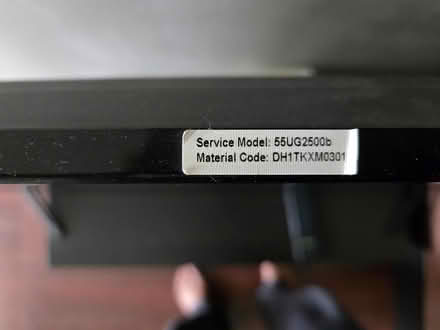 Service Model: 55UG2500b
Material Code: DH1TKXM0301